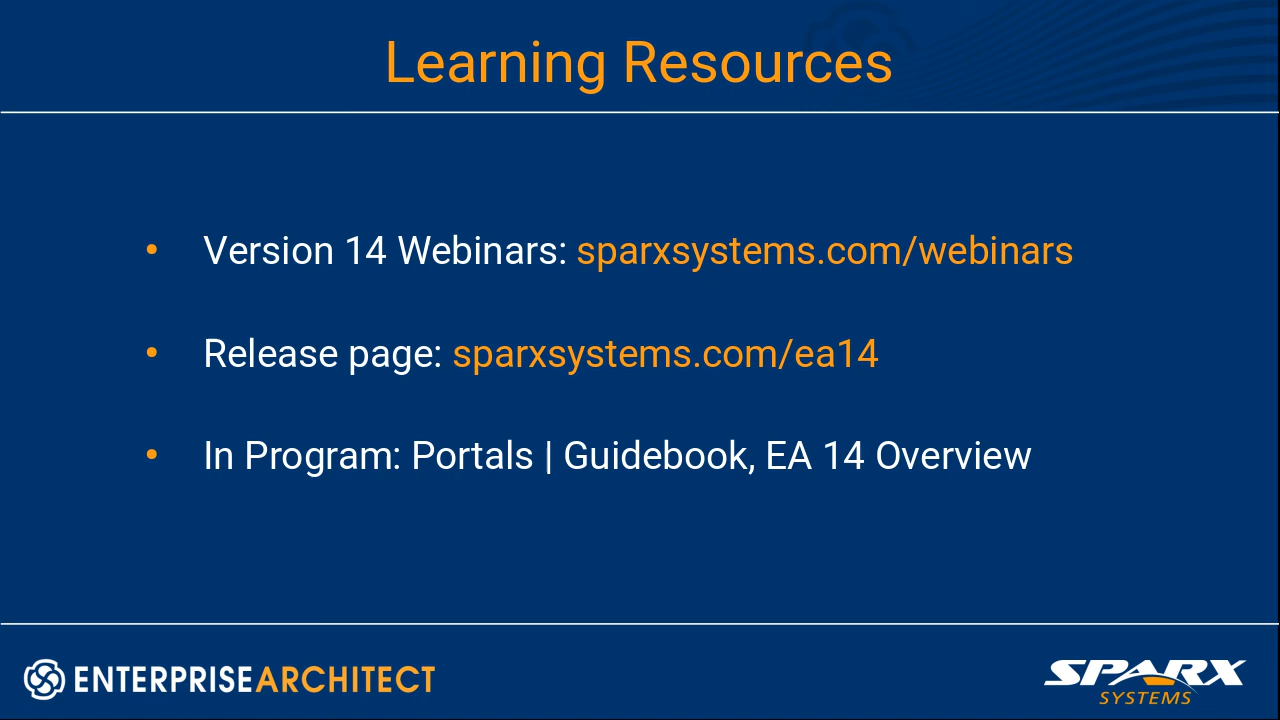 Learning Resources
• Version 14 Webinars: sparxsystems.com/webinars
• Release page: sparxsystems.com/ea14
• In Program: Portals | Guidebook, EA 14 Overview
ENTERPRISEARCHITECT
SPARX
SYSTEMS